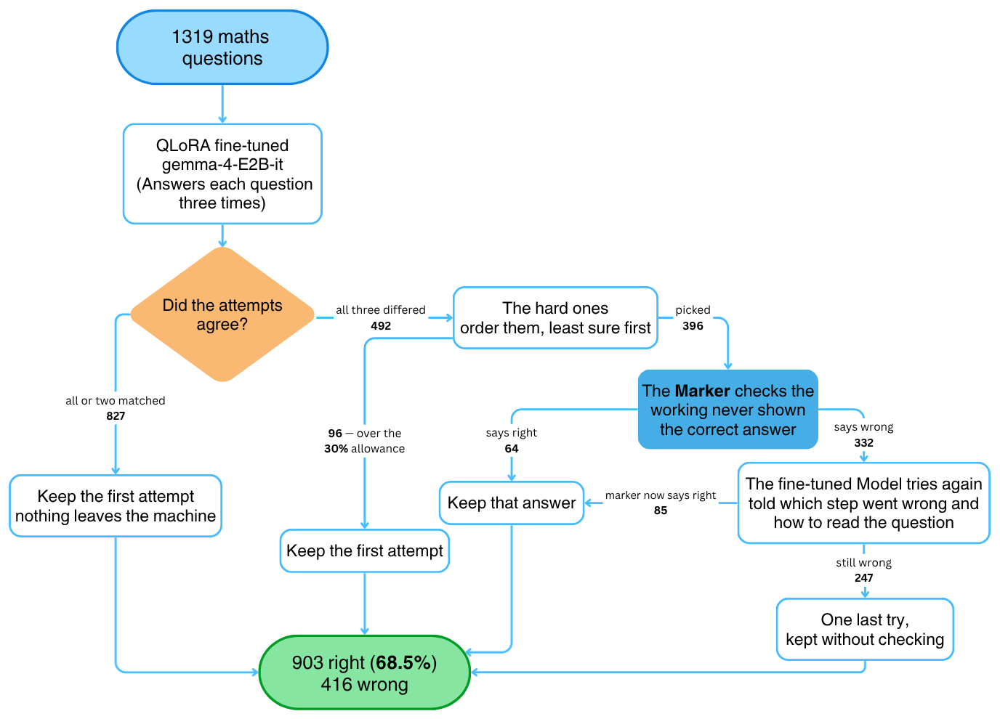 1319 maths
questions
QLoRA fine-tuned
gemma-4-E2B-it
(Answers each question
three times)
Did the attempts
agree?
all three differed
492
The hard ones
order them, least sure first
picked
396
The Marker checks the
working never shown
the correct answer
all or two matched
827
96 – over the
30% allowance
says right
64
says wrong
332
Keep the first attempt
nothing leaves the machine
Keep that answer
marker now says right
85
The fine-tuned Model tries again
told which step went wrong and
how to read the question
Keep the first attempt
still wrong
247
One last try,
kept without checking
903 right (68.5%)
416 wrong